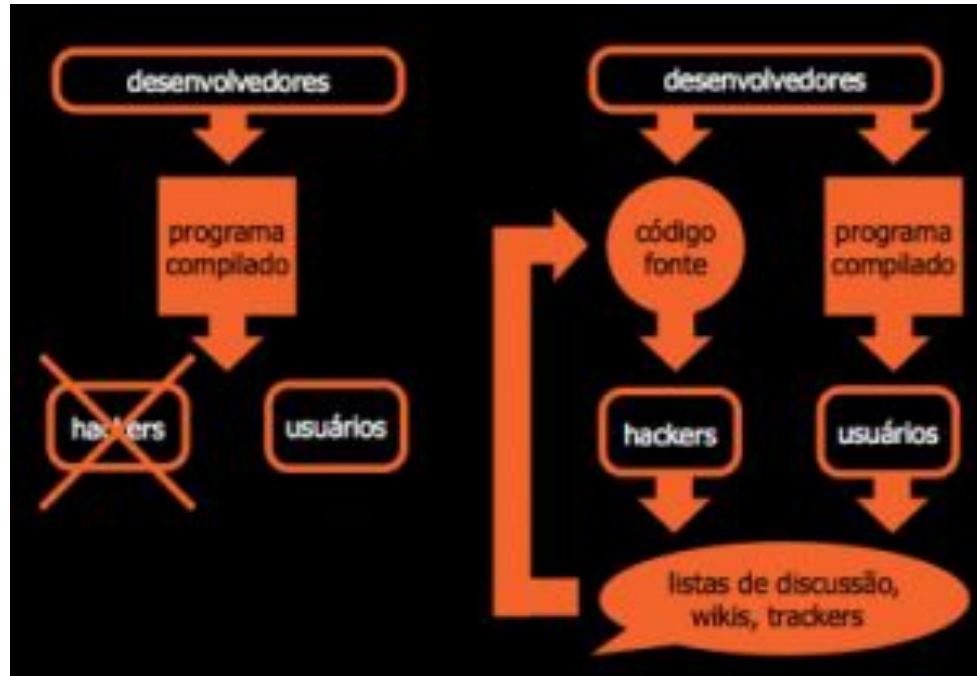 desenvolvedores
programa
compilado
hackers
usuários
desenvolvedores
código
fonte
programa
compilado
hackers
usuários
listas de discussão,
wikis, trackers